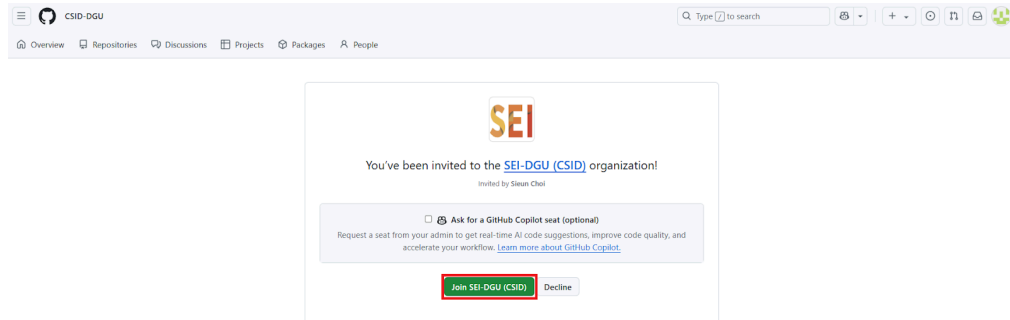 CSID-DGU
Type / to search
Overview Repositories Discussions Projects Packages People
SEI
You've been invited to the SEI-DGU (CSID) organization!
Invited by Sieun Choi
Ask for a GitHub Copilot seat (optional)
Request a seat from your admin to get real-time AI code suggestions, improve code quality, and
accelerate your workflow. Learn more about GitHub Copilot.
Join SEI-DGU (CSID) Decline